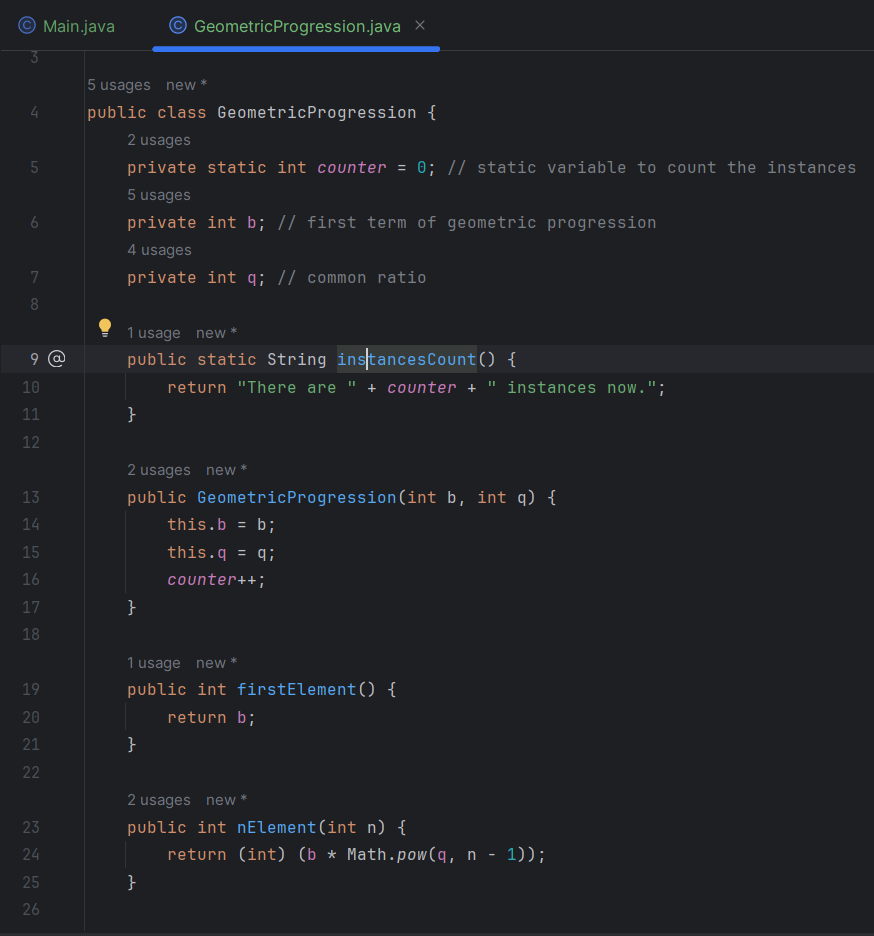 Main.java GeometricProgression.java
3
5 usages new *
4 public class GeometricProgression {
2 usages
5 private static int counter = 0; // static variable to count the instances
5 usages
6 private int b; // first term of geometric progression
4 usages
7 private int q; // common ratio
8
1 usage new *
9 @ public static String instancesCount() {
10 return "There are " + counter + " instances now.";
11 }
12
2 usages new *
13 public GeometricProgression(int b, int q) {
14 this.b = b;
15 this.q = q;
16 counter++;
17 }
18
1 usage new *
19 public int firstElement() {
20 return b;
21 }
22
2 usages new *
23 public int nElement(int n) {
24 return (int) (b * Math.pow(q, n - 1));
25 }
26